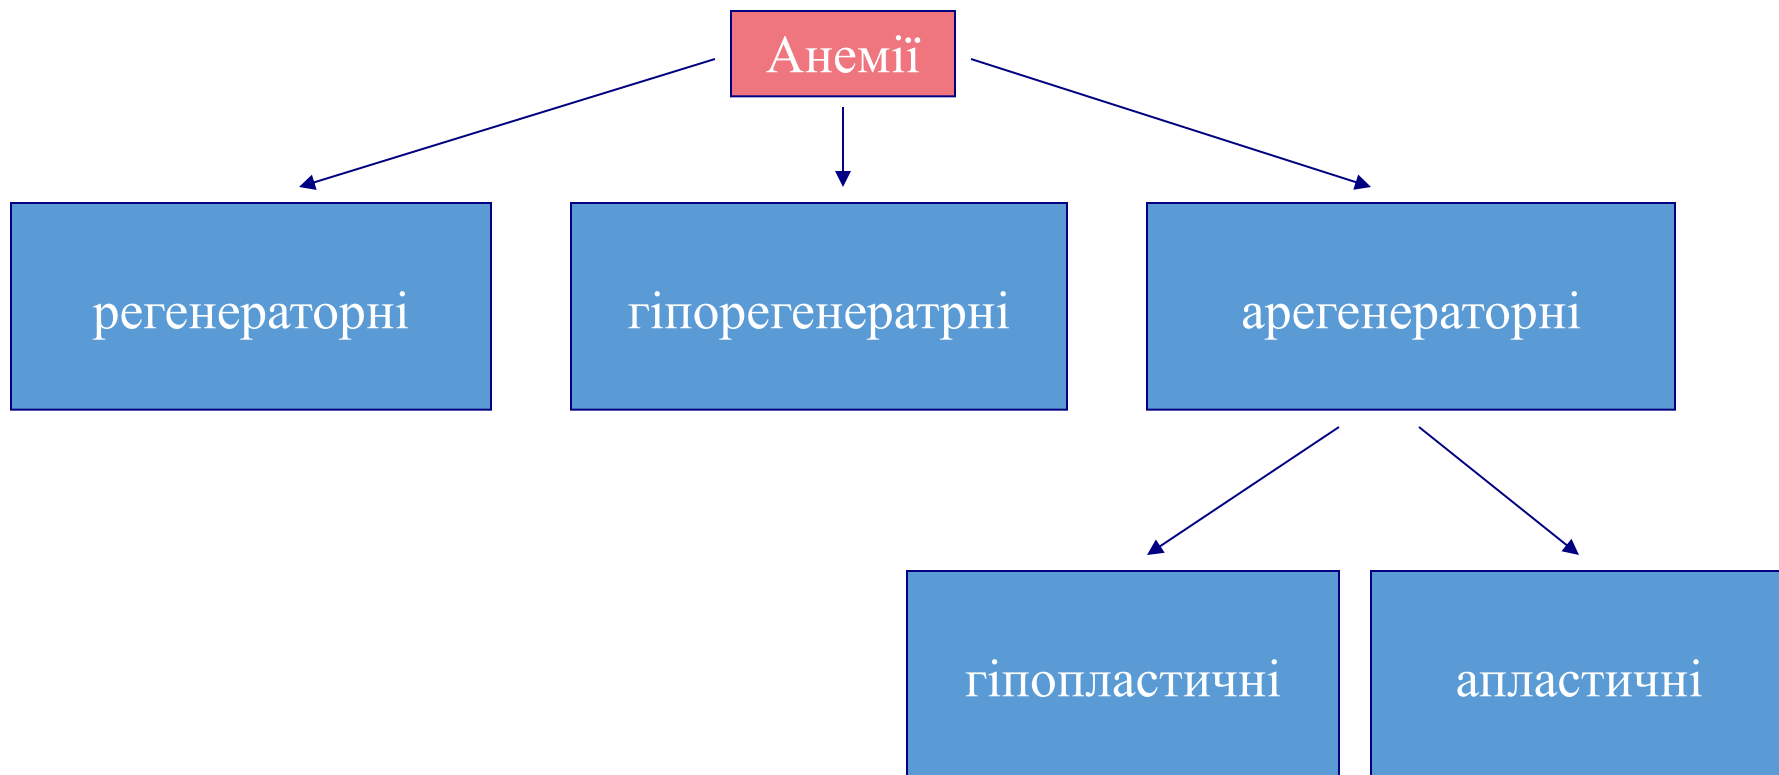 Анемії
регенераторні
гіпорегенератрні
арегенераторні
гіпопластичні
апластичні